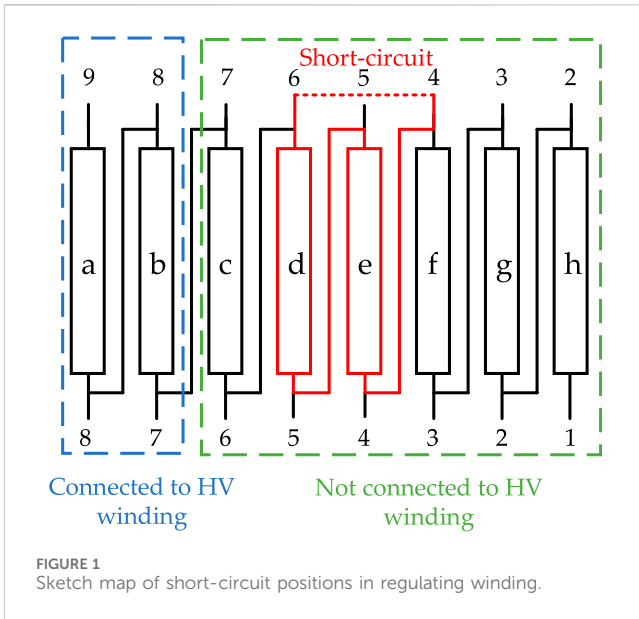 Short-circuit
9 8 7 6 5 4 3 2
a b c d e f g h
8 7 6 5 4 3 2 1
Connected to HV
winding
Not connected to HV
winding
FIGURE 1
Sketch map of short-circuit positions in regulating winding.